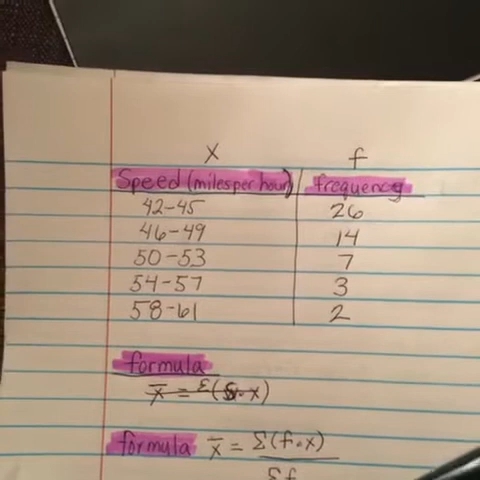 X f
Speed (miles per hour) frequency
42-45 26
46-49 14
50-53 7
54-57 3
58-61 2
formula
x̄ = Σ(f·x)
formula x̄ = Σ(f·x)
Σf